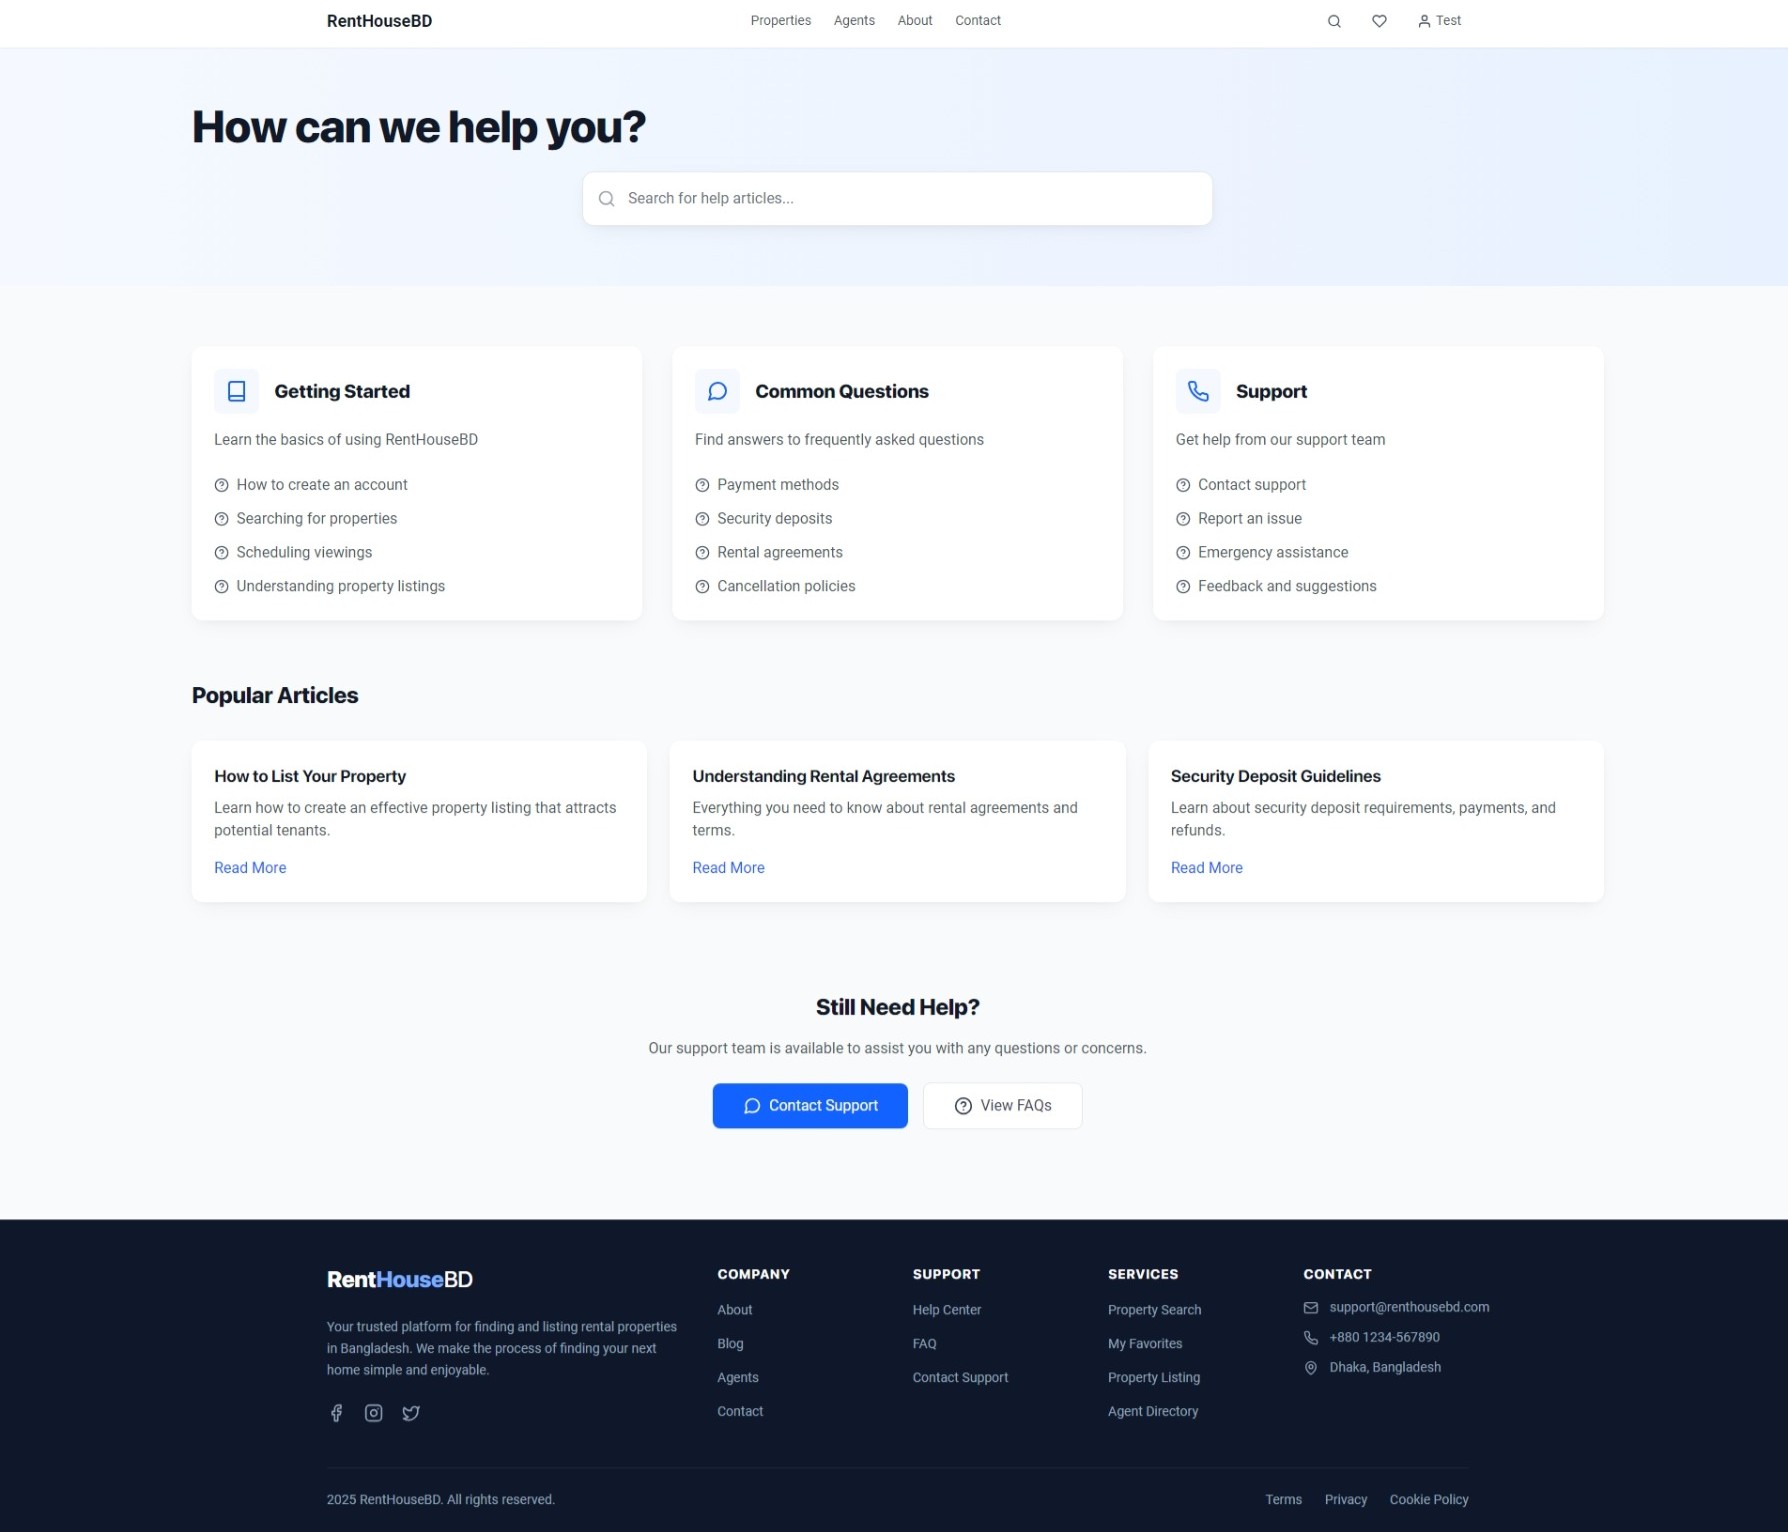 RentHouseBD
Properties
Agents
About
Contact
Test
How can we help you?
Search for help articles...
Getting Started
Learn the basics of using RentHouseBD
How to create an account
Searching for properties
Scheduling viewings
Understanding property listings
Common Questions
Find answers to frequently asked questions
Payment methods
Security deposits
Rental agreements
Cancellation policies
Support
Get help from our support team
Contact support
Report an issue
Emergency assistance
Feedback and suggestions
Popular Articles
How to List Your Property
Learn how to create an effective property listing that attracts
potential tenants.
Read More
Understanding Rental Agreements
Everything you need to know about rental agreements and
terms.
Read More
Security Deposit Guidelines
Learn about security deposit requirements, payments, and
refunds.
Read More
Still Need Help?
Our support team is available to assist you with any questions or concerns.
Contact Support
View FAQs
RentHouseBD
Your trusted platform for finding and listing rental properties
in Bangladesh. We make the process of finding your next
home simple and enjoyable.
COMPANY
About
Blog
Agents
Contact
SUPPORT
Help Center
FAQ
Contact Support
SERVICES
Property Search
My Favorites
Property Listing
Agent Directory
CONTACT
support@renthousebd.com
+880 1234-567890
Dhaka, Bangladesh
2025 RentHouseBD. All rights reserved.
Terms
Privacy
Cookie Policy